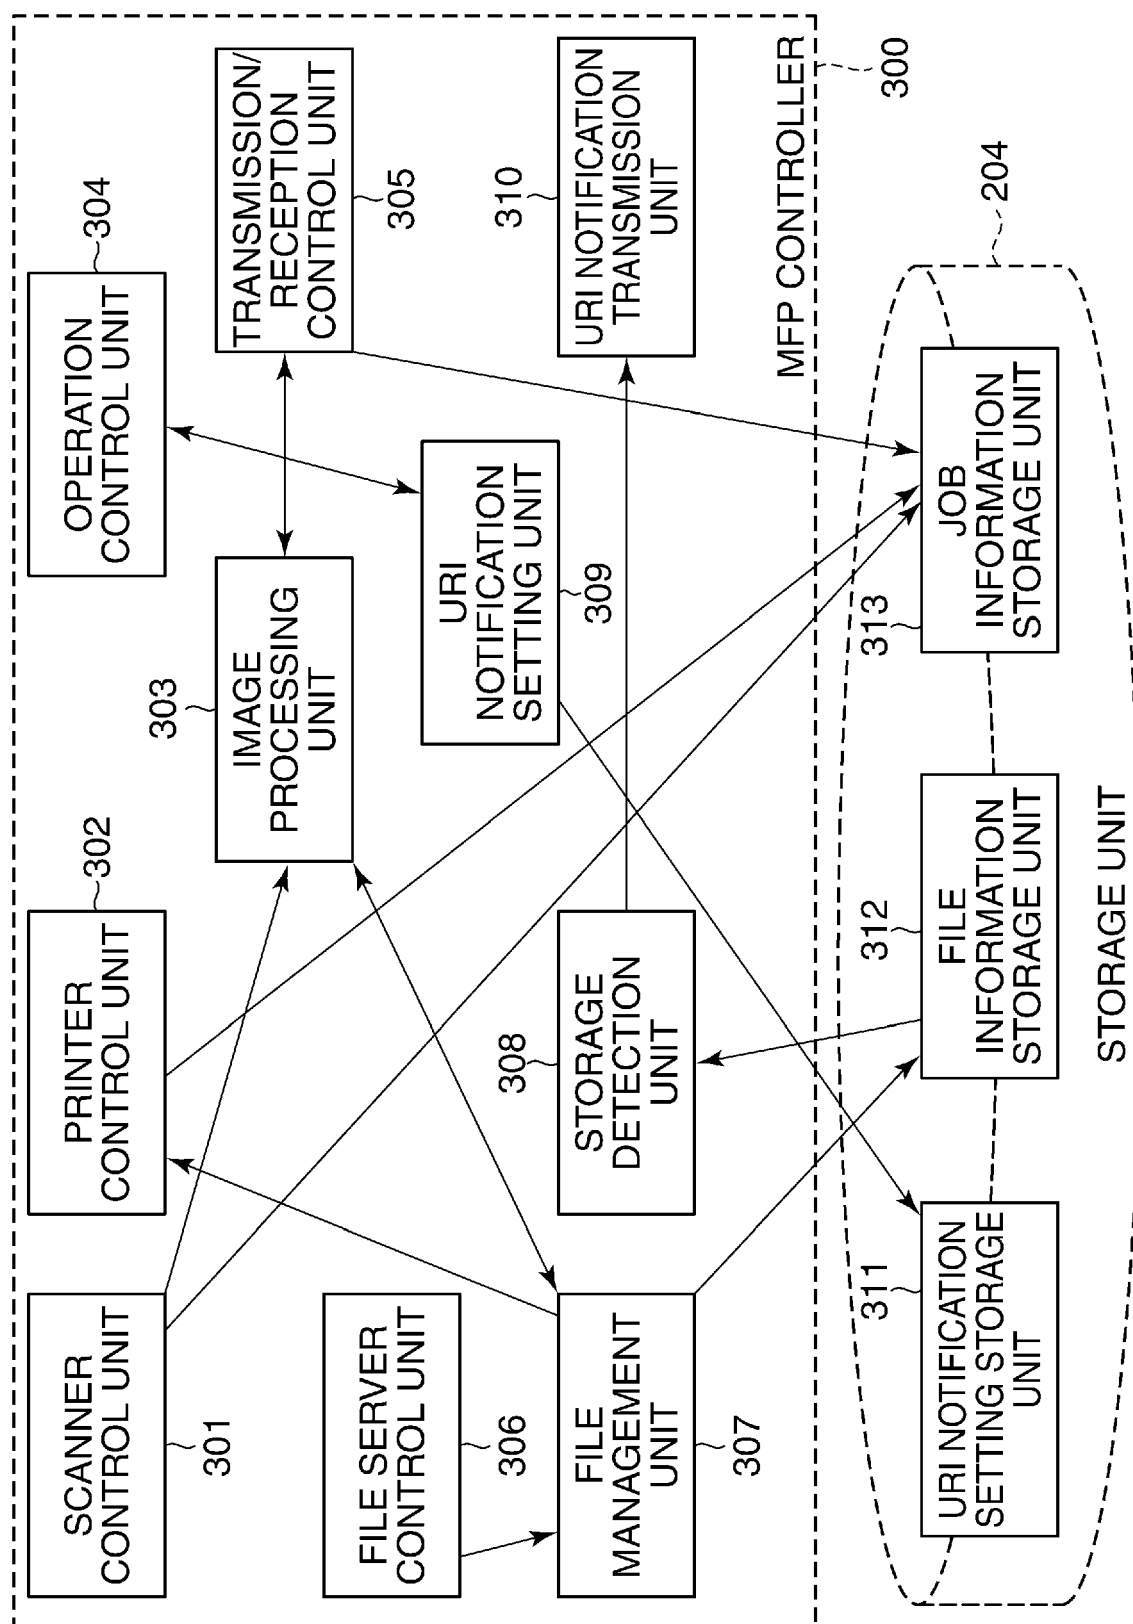 SCANNER
CONTROL UNIT
301
PRINTER
CONTROL UNIT
302
OPERATION
CONTROL UNIT
304
IMAGE
PROCESSING
UNIT
303
TRANSMISSION/
RECEPTION
CONTROL UNIT
305
FILE SERVER
CONTROL UNIT
306
URI
NOTIFICATION
SETTING UNIT
309
FILE
MANAGEMENT
UNIT
307
STORAGE
DETECTION
UNIT
308
URI NOTIFICATION
TRANSMISSION
UNIT
310
MFP CONTROLLER
300
URI NOTIFICATION
SETTING STORAGE
UNIT
311
FILE
INFORMATION
STORAGE UNIT
312
JOB
INFORMATION
STORAGE UNIT
313
204
STORAGE UNIT